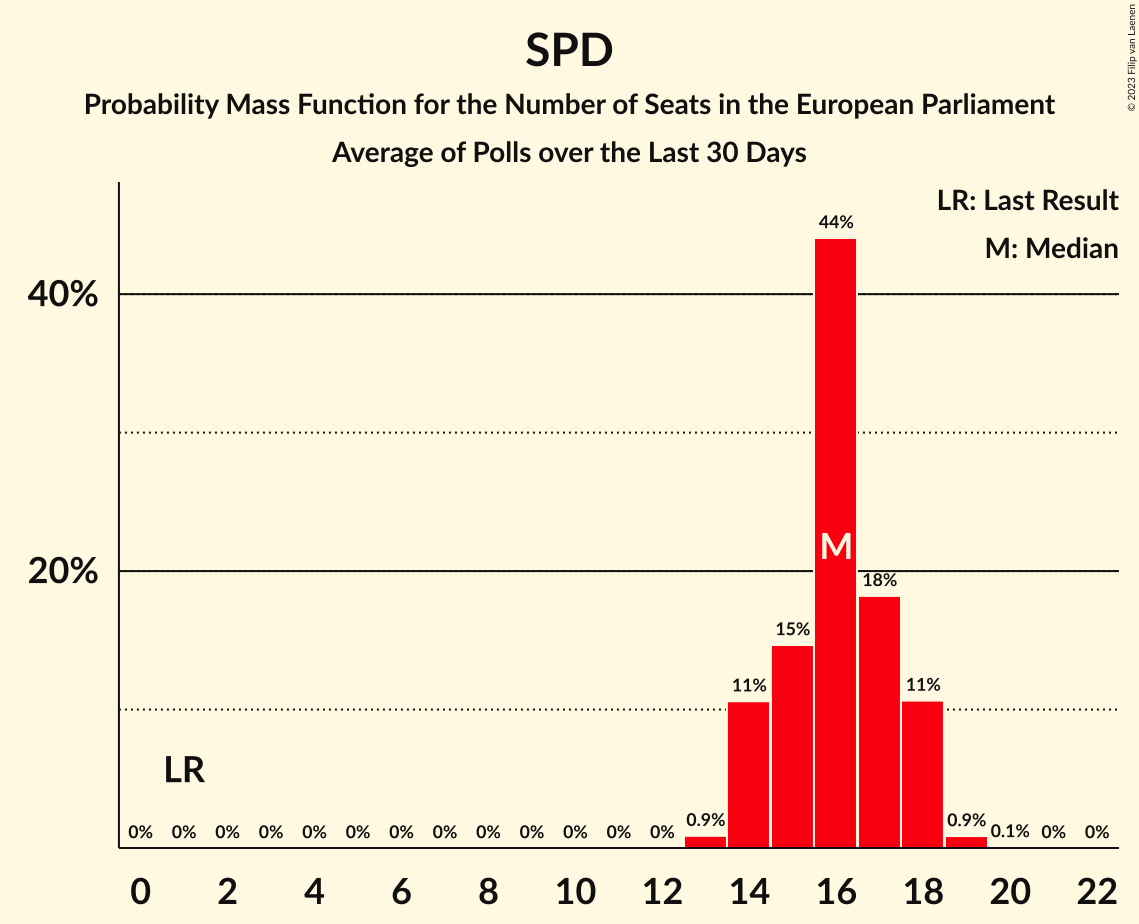 SPD
Probability Mass Function for the Number of Seats in the European Parliament
Average of Polls over the Last 30 Days
© 2023 Filip van Laenen
LR: Last Result
M: Median
40%
20%
44%
M
18%
15%
11%
11%
LR
0% 0% 0% 0% 0% 0% 0% 0% 0% 0% 0% 0% 0% 0.9% 0.9% 0.1% 0% 0%
0 2 4 6 8 10 12 14 16 18 20 22